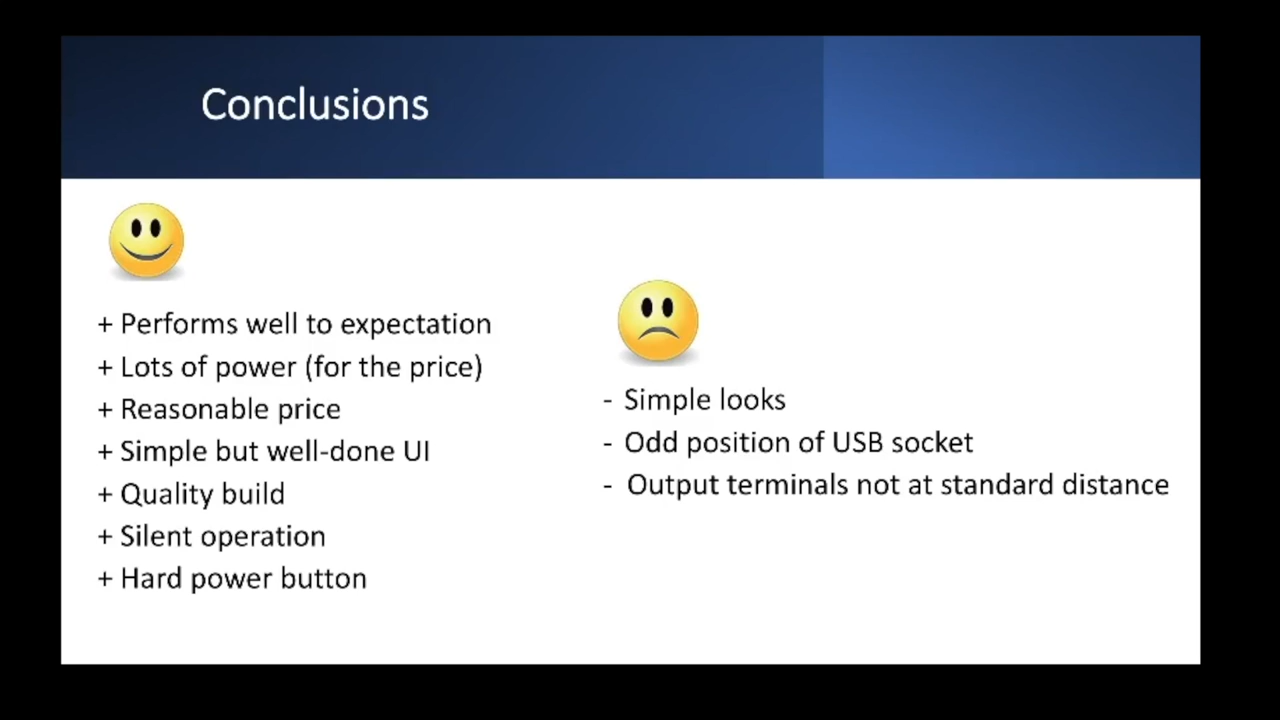 Conclusions
+ Performs well to expectation
+ Lots of power (for the price)
+ Reasonable price
+ Simple but well-done UI
+ Quality build
+ Silent operation
+ Hard power button
- Simple looks
- Odd position of USB socket
- Output terminals not at standard distance